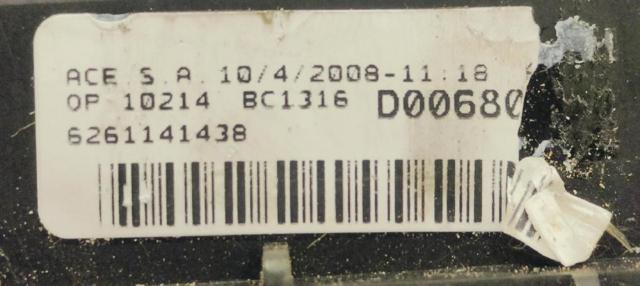 ACE S.A. 10/4/2008-11:18
OP 10214 BC1316 D00680
6261141438